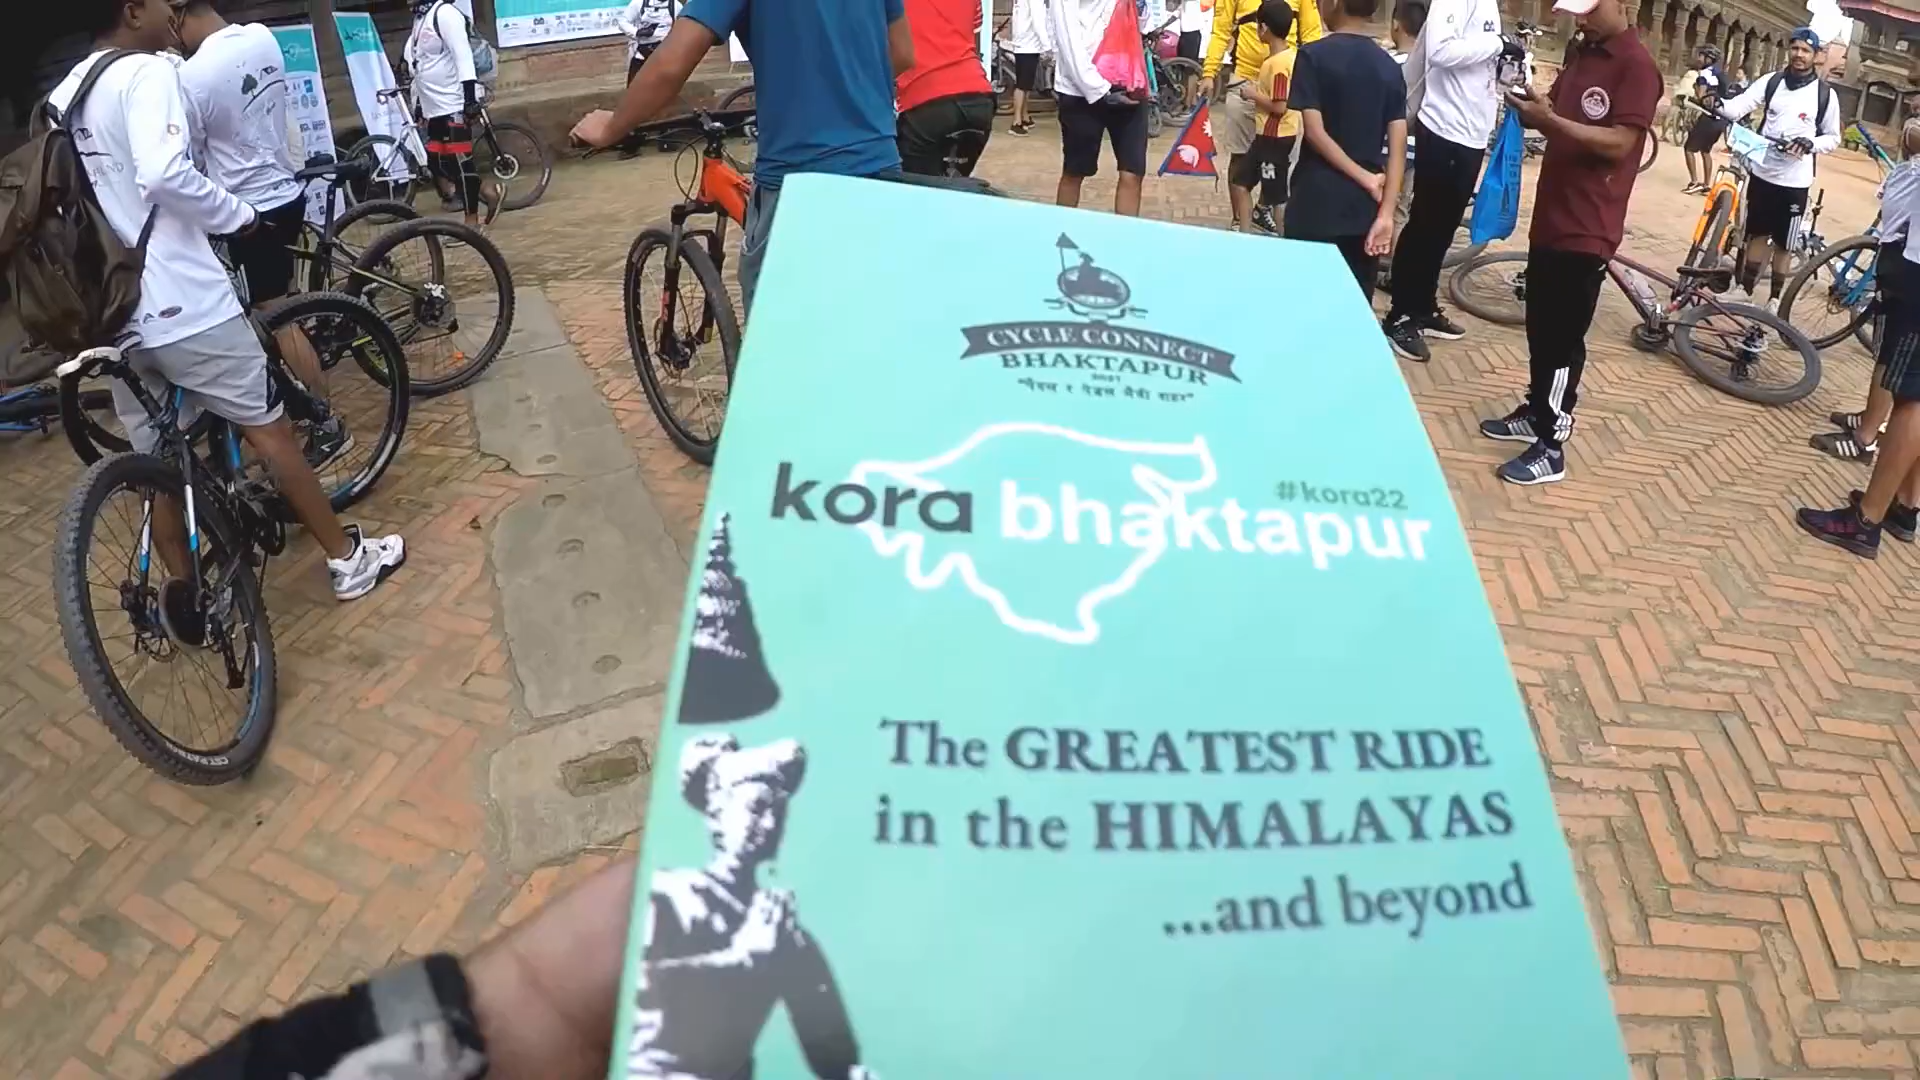 CYCLE CONNECT
BHAKTAPUR
kora bhaktapur
#kora22
The GREATEST RIDE
in the HIMALAYAS
...and beyond